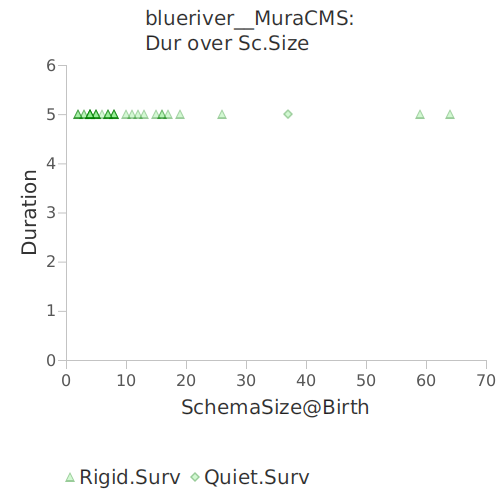 blueriver__MuraCMS:
Dur over Sc.Size
6
5
4
3
2
1
0
Duration
0 10 20 30 40 50 60 70
SchemaSize@Birth
Rigid.Surv Quiet.Surv